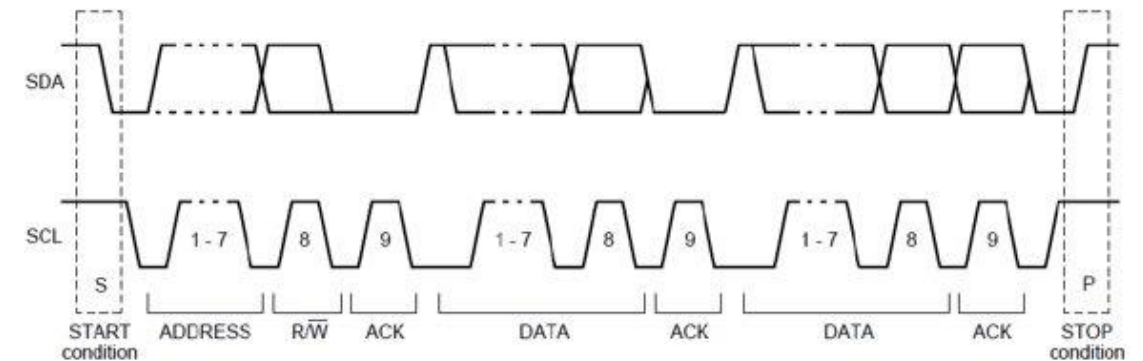 SDA
SCL
1 - 7
8
9
1 - 7
8
9
1 - 7
8
9
S
P
START
condition
ADDRESS
R/W̅
ACK
DATA
ACK
DATA
ACK
STOP
condition